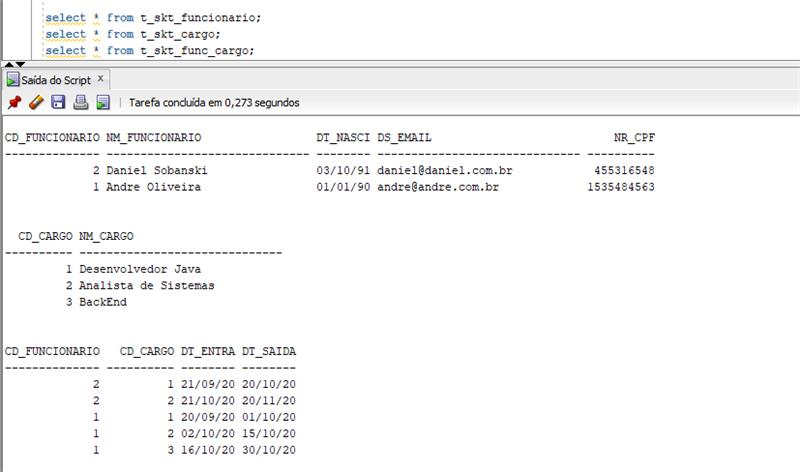 select * from t_skt_funcionario;
select * from t_skt_cargo;
select * from t_skt_func_cargo;
Saída do Script x
Tarefa concluída em 0,273 segundos
CD_FUNCIONARIO NM_FUNCIONARIO DT_NASCI DS_EMAIL NR_CPF
-------------- ------------------------------ -------- ------------------------------ ----------
2 Daniel Sobanski 03/10/91 daniel@daniel.com.br 455316548
1 Andre Oliveira 01/01/90 andre@andre.com.br 1535484563
CD_CARGO NM_CARGO
---------- ------------------------------
1 Desenvolvedor Java
2 Analista de Sistemas
3 BackEnd
CD_FUNCIONARIO CD_CARGO DT_ENTRA DT_SAIDA
-------------- ---------- -------- --------
2 1 21/09/20 20/10/20
2 2 21/10/20 20/11/20
1 1 20/09/20 01/10/20
1 2 02/10/20 15/10/20
1 3 16/10/20 30/10/20